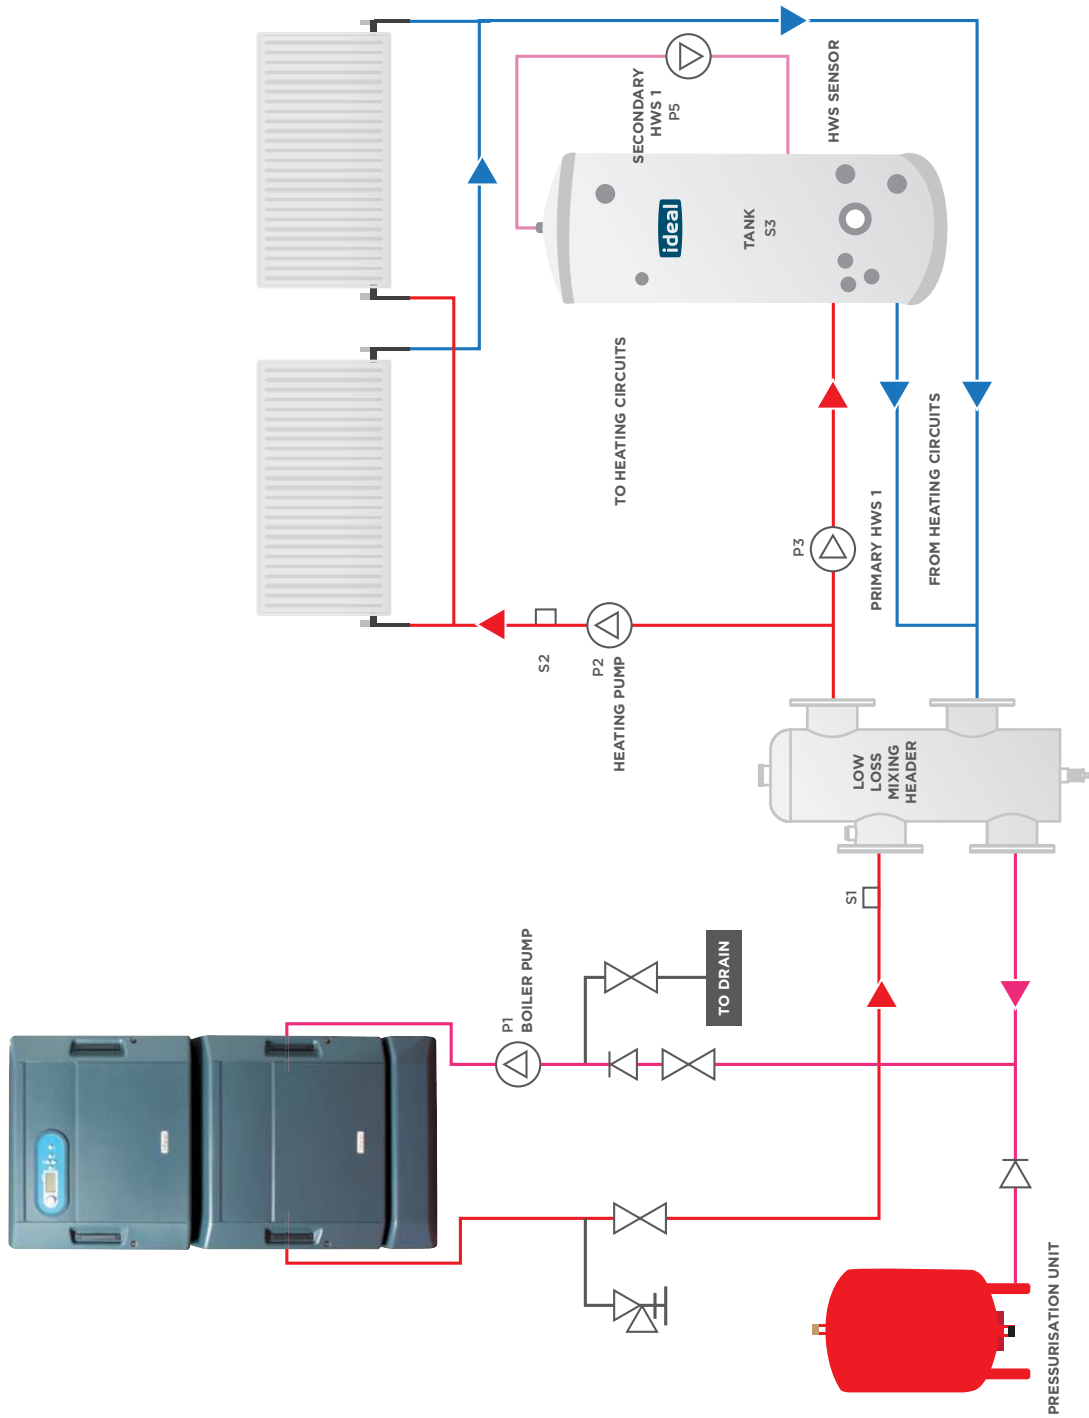 SECONDARY
HWS 1
P5
HWS SENSOR
ideal
TANK
S3
TO HEATING CIRCUITS
P3
PRIMARY HWS 1
FROM HEATING CIRCUITS
S2
P2
HEATING PUMP
LOW
LOSS
MIXING
HEADER
S1
P1
BOILER PUMP
TO DRAIN
PRESSURISATION UNIT